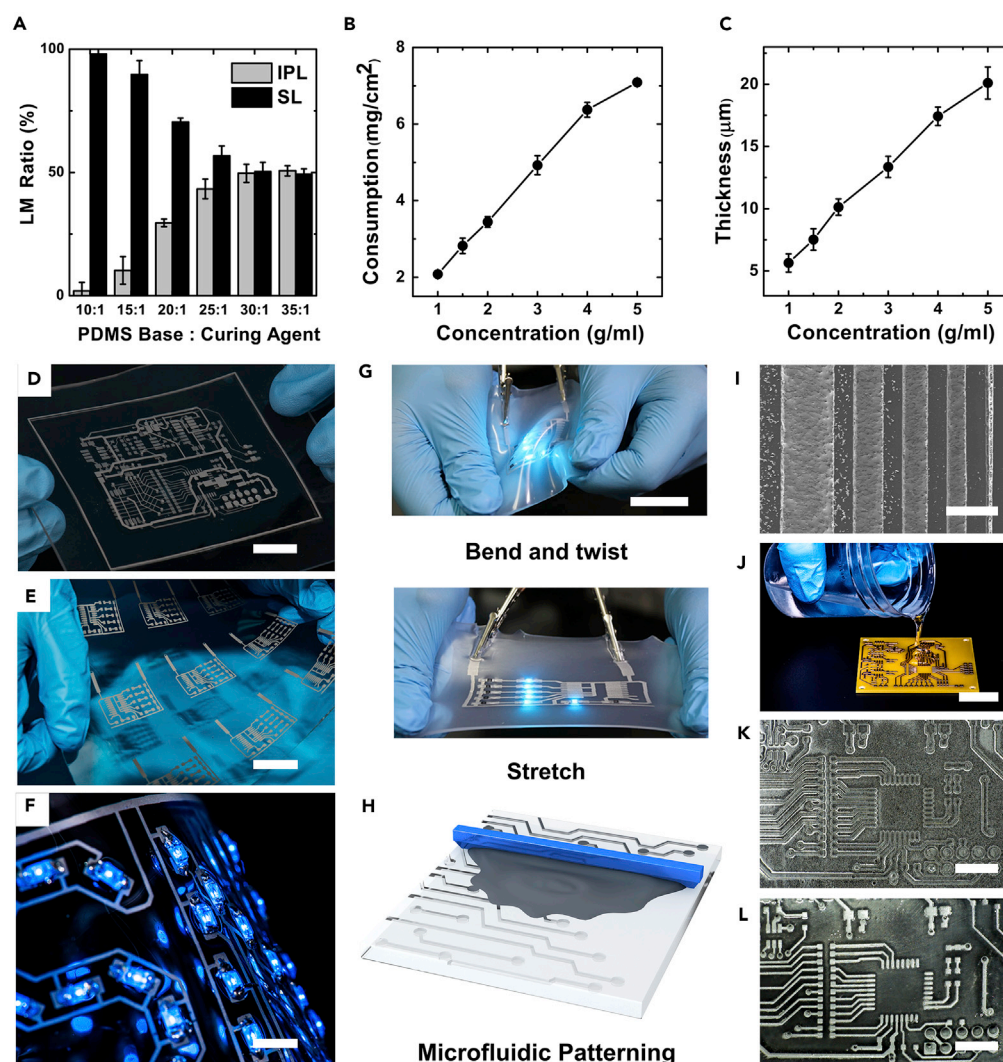 A
100
50
0
LM Ratio (%)
IPL
SL
10:1 15:1 20:1 25:1 30:1 35:1
PDMS Base : Curing Agent
B
8
6
4
2
Consumption(mg/cm²)
1 2 3 4 5
Concentration (g/ml)
C
20
15
10
5
Thickness(μm)
1 2 3 4 5
Concentration (g/ml)
D
E
F
G
Bend and twist
Stretch
H
Microfluidic Patterning
I
J
K
L